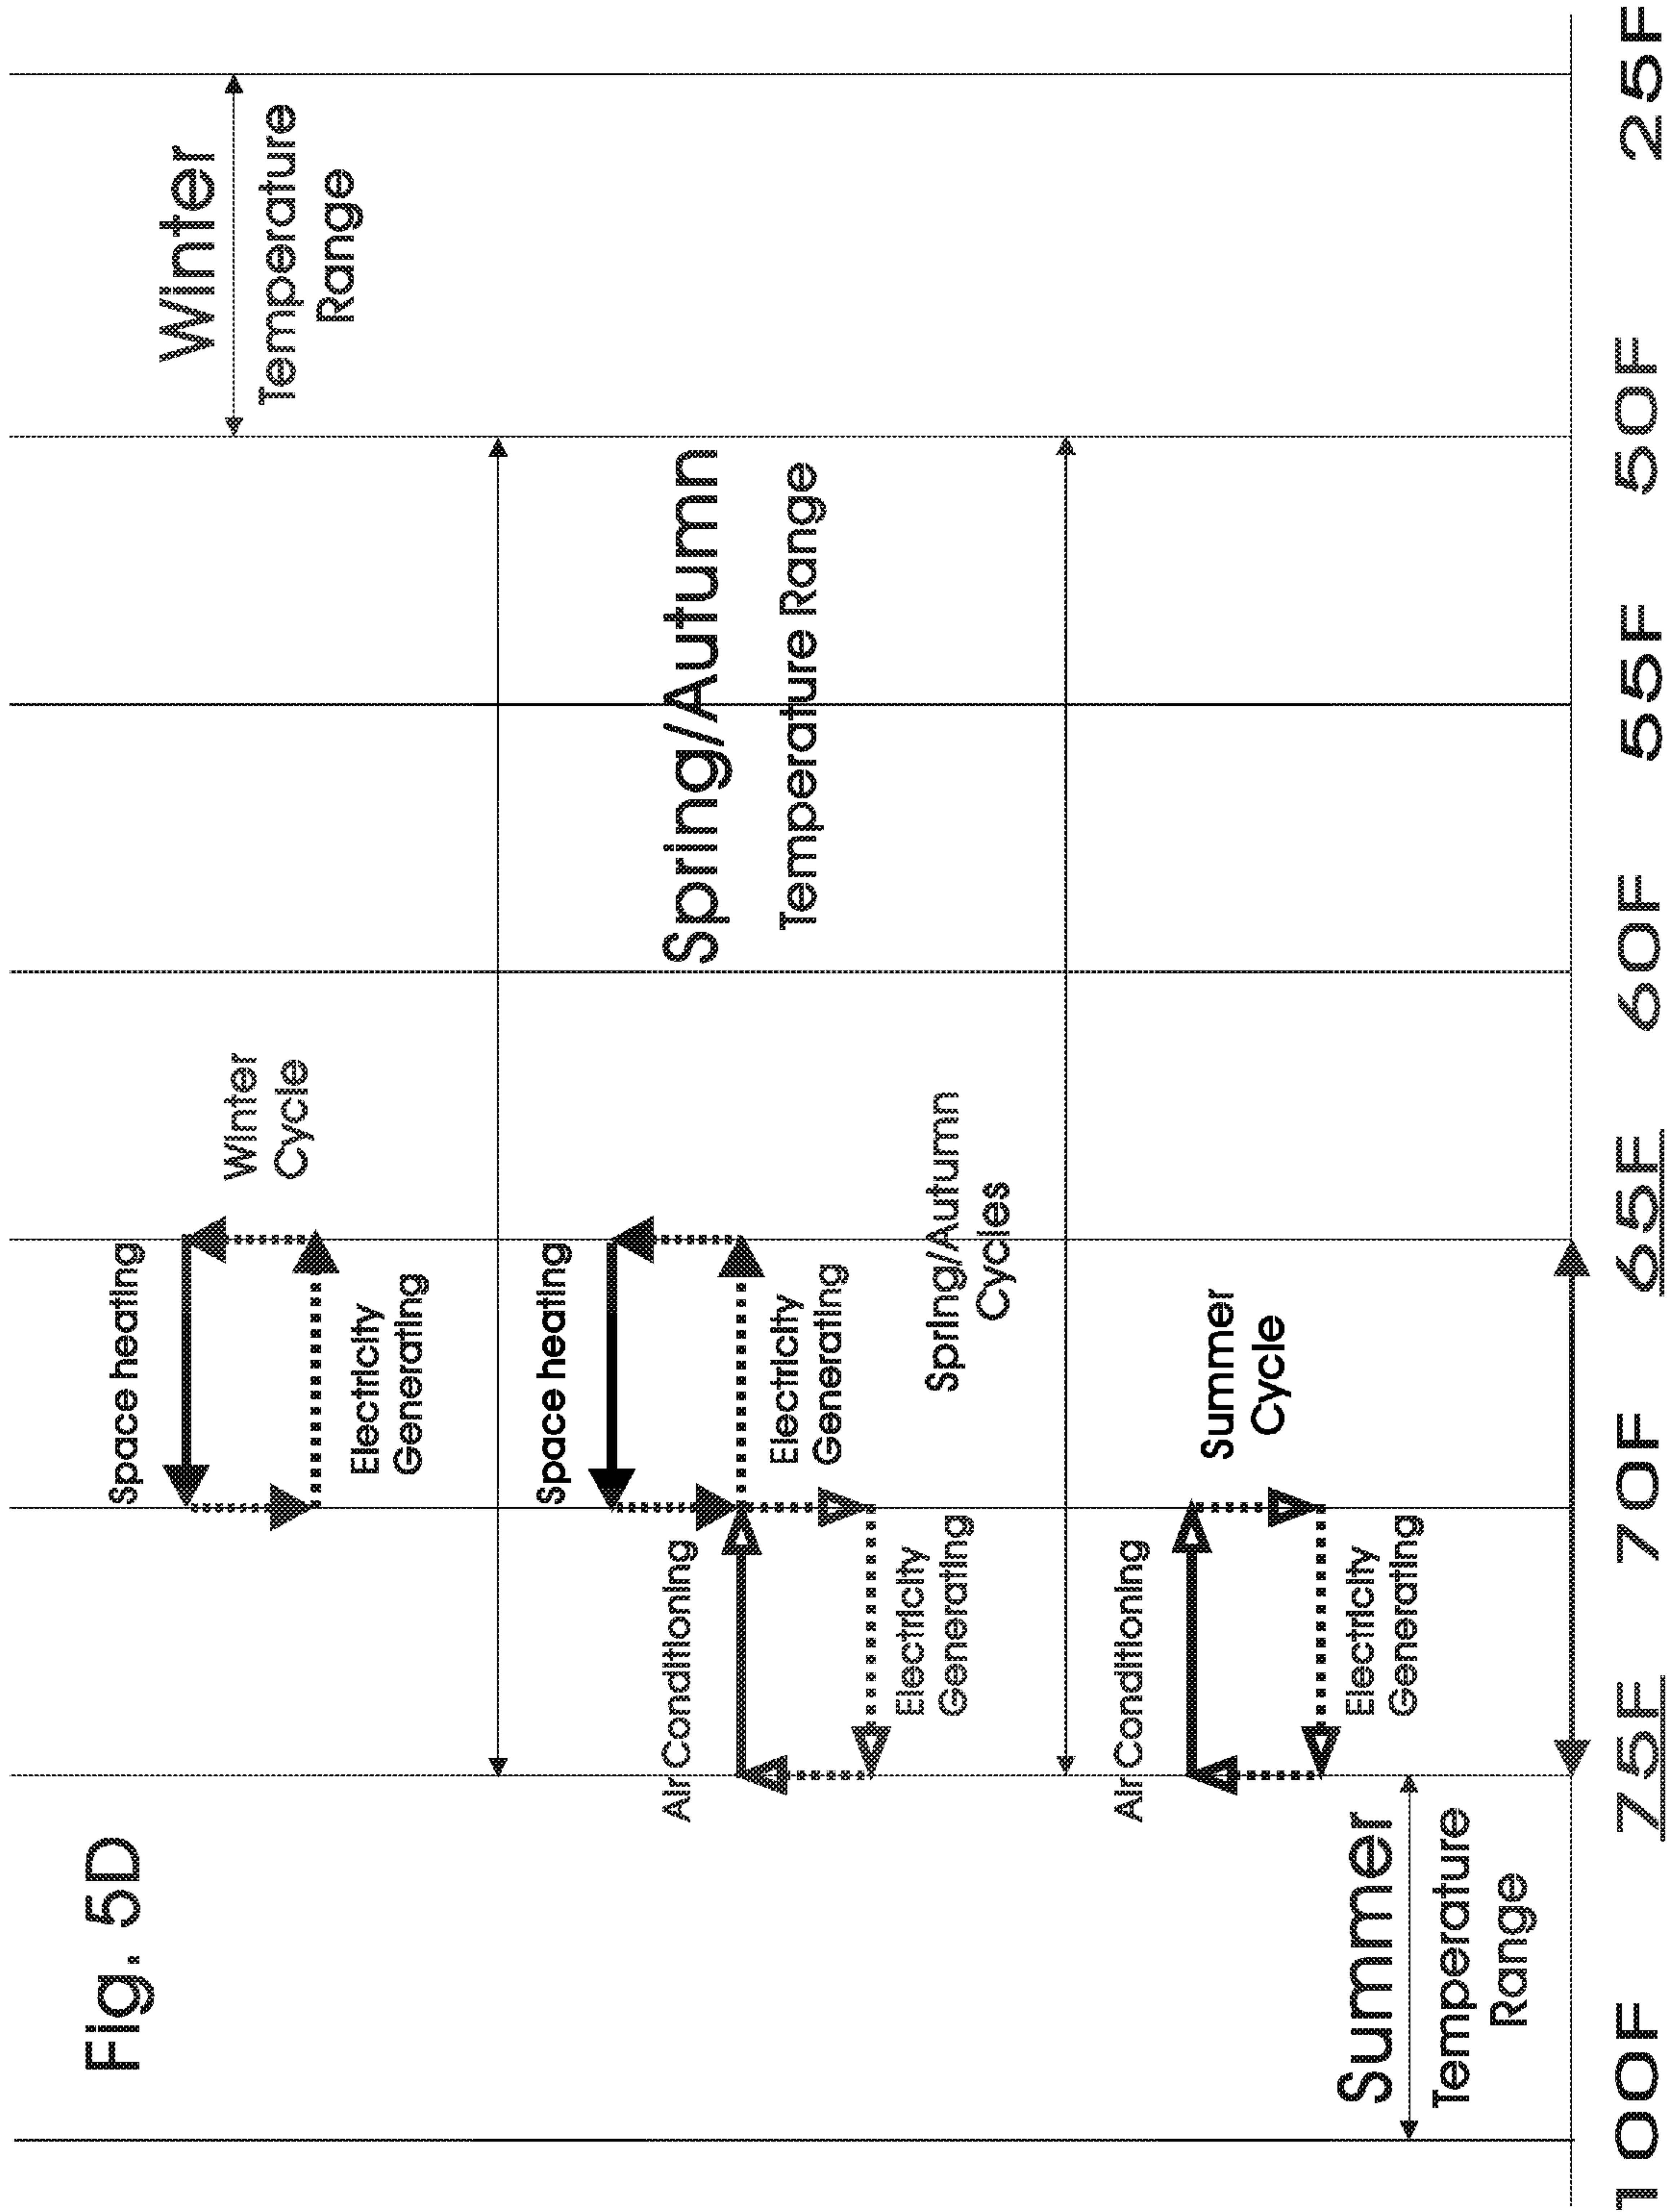 Fig. 5D
Space heating
Winter
Cycle
Electricity
Generating
Winter
Temperature
Range
Space heating
Air Conditioning
Electricity
Generating
Electricity
Generating
Spring/Autumn
Cycles
Spring/Autumn
Temperature Range
Air Conditioning
Summer
Cycle
Electricity
Generating
Summer
Temperature
Range
100F 75F 70F 65F 60F 55F 50F 25F